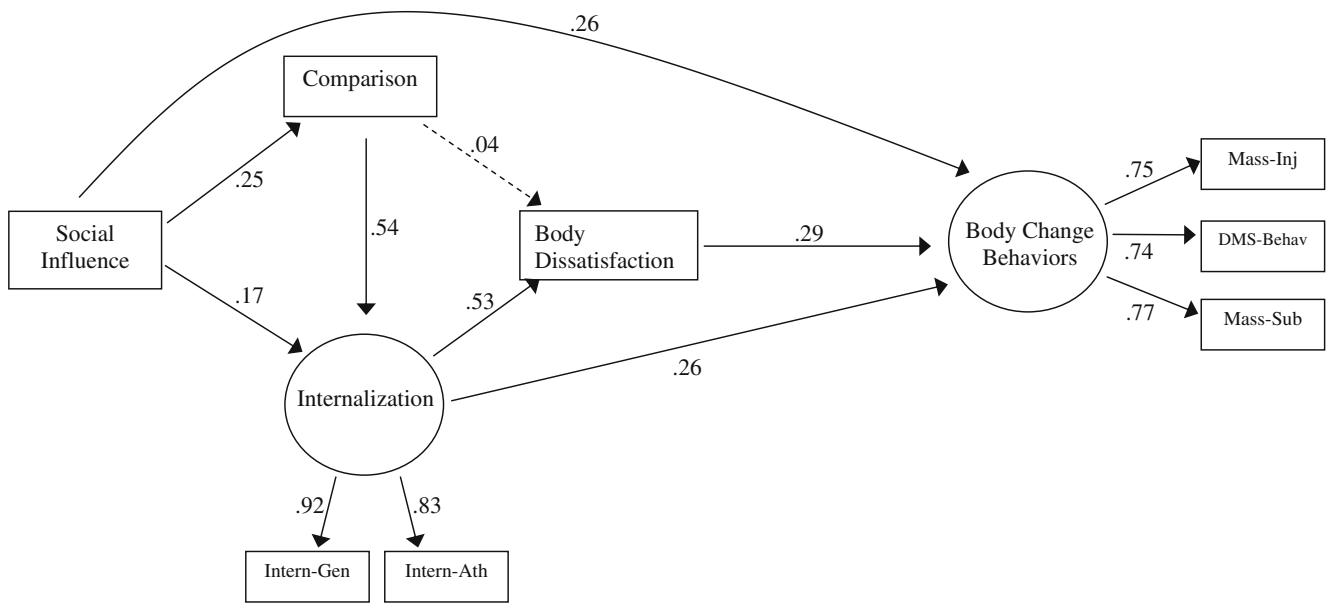 .26
Comparison
.04
.25
.54
Social
Influence
Body
Dissatisfaction
.29
Body Change
Behaviors
.75
Mass-Inj
.74
DMS-Behav
.77
Mass-Sub
.17
.53
.26
Internalization
.92
.83
Intern-Gen
Intern-Ath